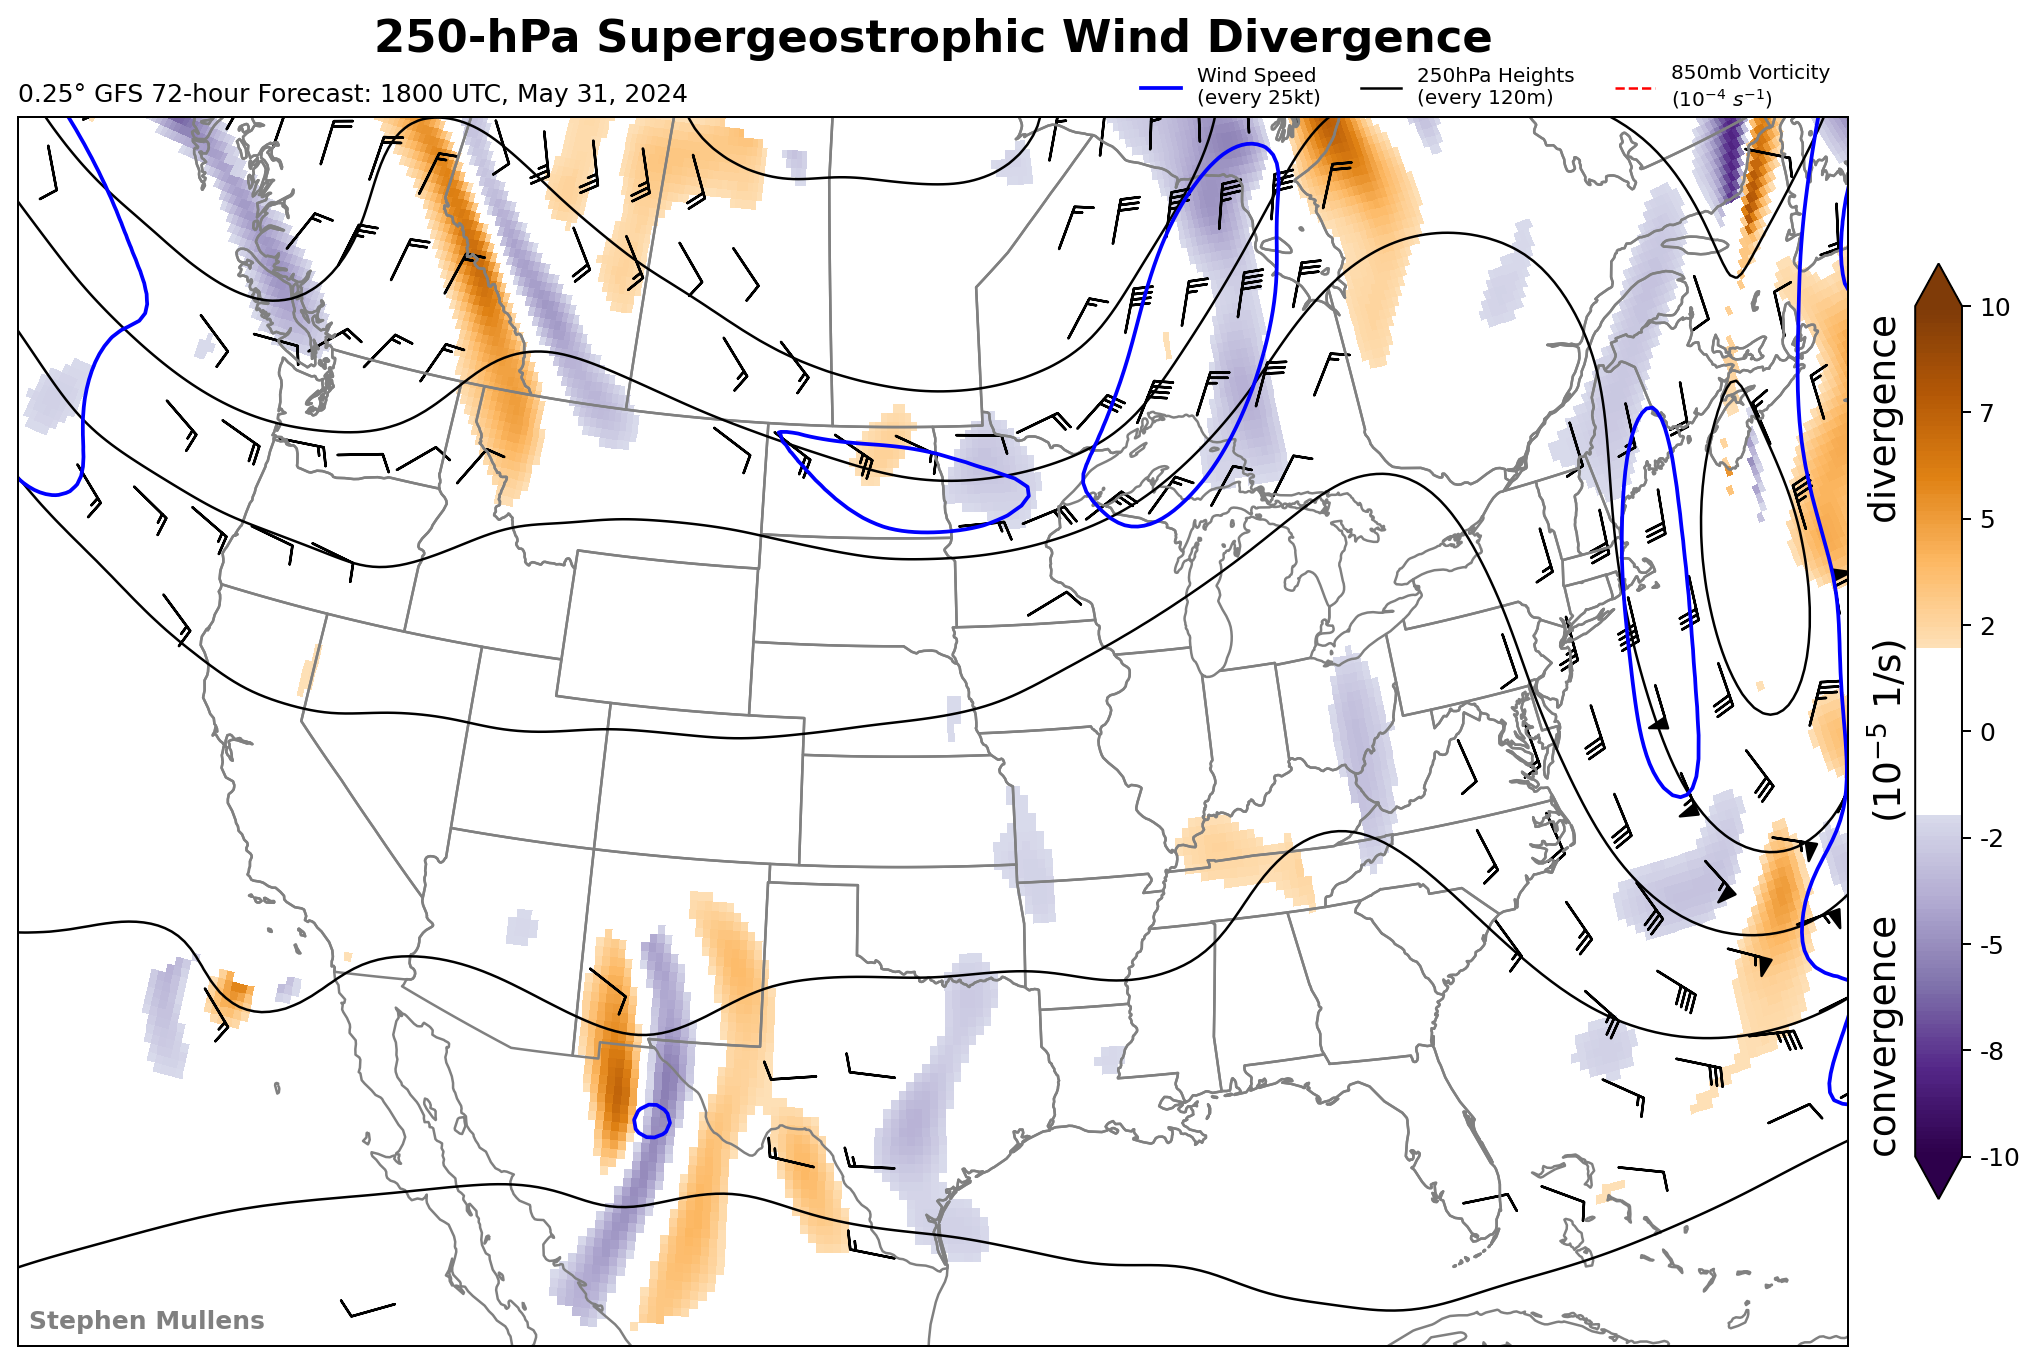 250-hPa Supergeostrophic Wind Divergence
0.25° GFS 72-hour Forecast: 1800 UTC, May 31, 2024
Wind Speed
(every 25kt)
250hPa Heights
(every 120m)
850mb Vorticity
(10⁻⁴ s⁻¹)
10
7
5
2
0
-2
-5
-8
-10
convergence (10⁻⁵ 1/s) divergence
Stephen Mullens